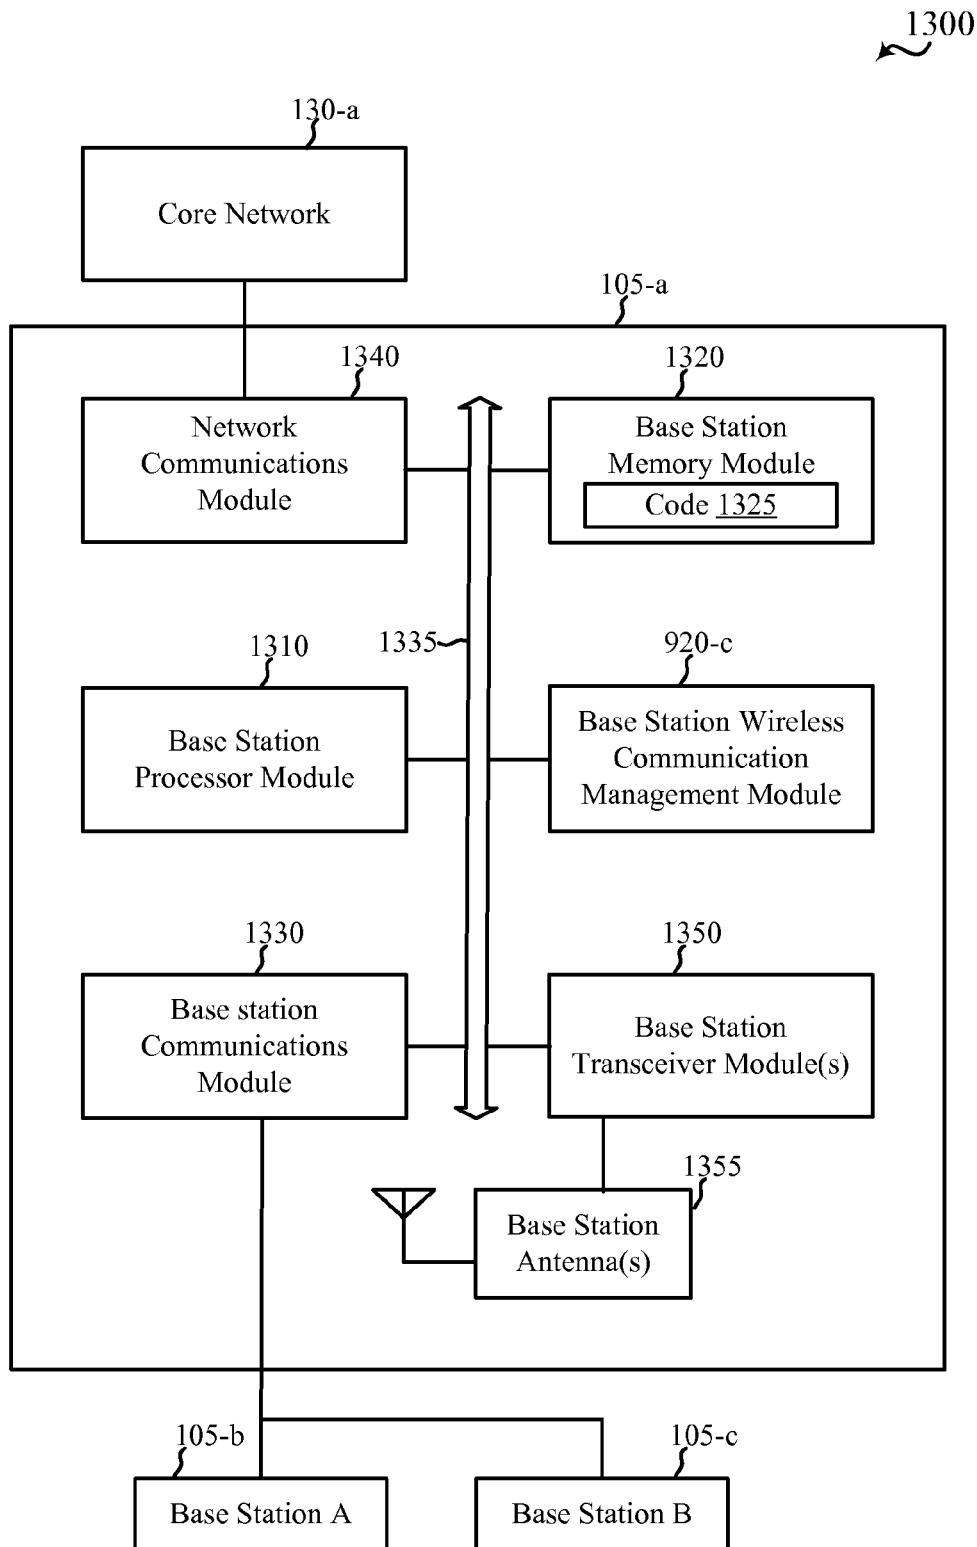 1300
130-a
Core Network
105-a
1340
Network
Communications
Module
1320
Base Station
Memory Module
Code 1325
1335
1310
Base Station
Processor Module
920-c
Base Station Wireless
Communication
Management Module
1330
Base station
Communications
Module
1350
Base Station
Transceiver Module(s)
1355
Base Station
Antenna(s)
105-b
Base Station A
105-c
Base Station B